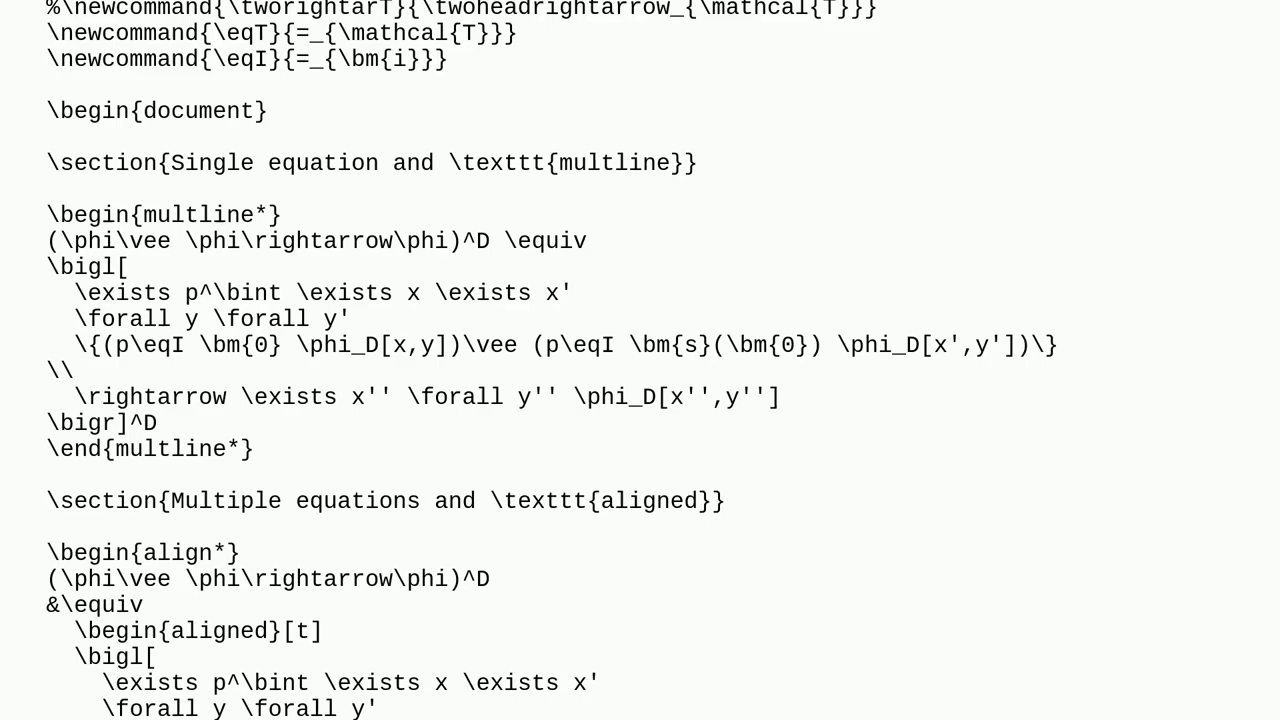 %\newcommand{\tworightarT}{\twoheadrightarrow_{\mathcal{T}}}
\newcommand{\eqT}{=_{\mathcal{T}}}
\newcommand{\eqI}{=_{\bm{i}}}
\begin{document}
\section{Single equation and \texttt{multline}}
\begin{multline*}
(\phi\vee \phi\rightarrow\phi)^D \equiv
\bigl[
  \exists p^\bint \exists x \exists x'
  \forall y \forall y'
  \{(p\eqI \bm{0} \phi_D[x,y])\vee (p\eqI \bm{s}(\bm{0}) \phi_D[x',y'])\}
\\
  \rightarrow \exists x'' \forall y'' \phi_D[x'',y'']
\bigr]^D
\end{multline*}
\section{Multiple equations and \texttt{aligned}}
\begin{align*}
(\phi\vee \phi\rightarrow\phi)^D
&\equiv
  \begin{aligned}[t]
  \bigl[
    \exists p^\bint \exists x \exists x'
    \forall y \forall y'